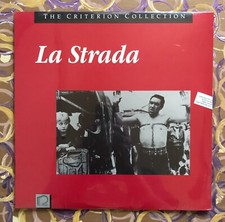 THE CRITERION COLLECTION
La Strada